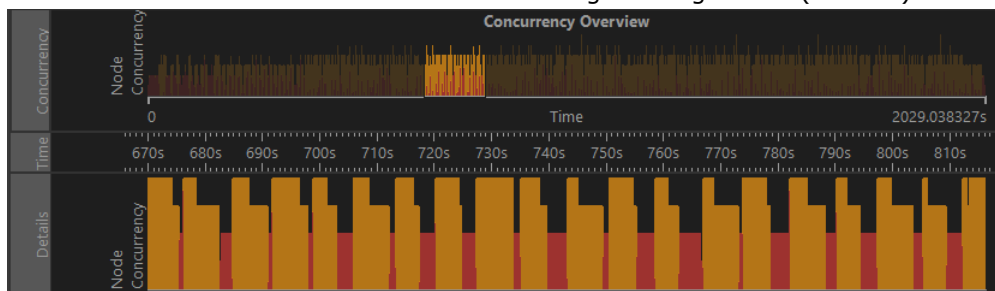 Concurrency Overview
Concurrency
Node
Concurrency
0
Time
2029.038327s
Time
670s 680s 690s 700s 710s 720s 730s 740s 750s 760s 770s 780s 790s 800s 810s
Details
Node
Concurrency